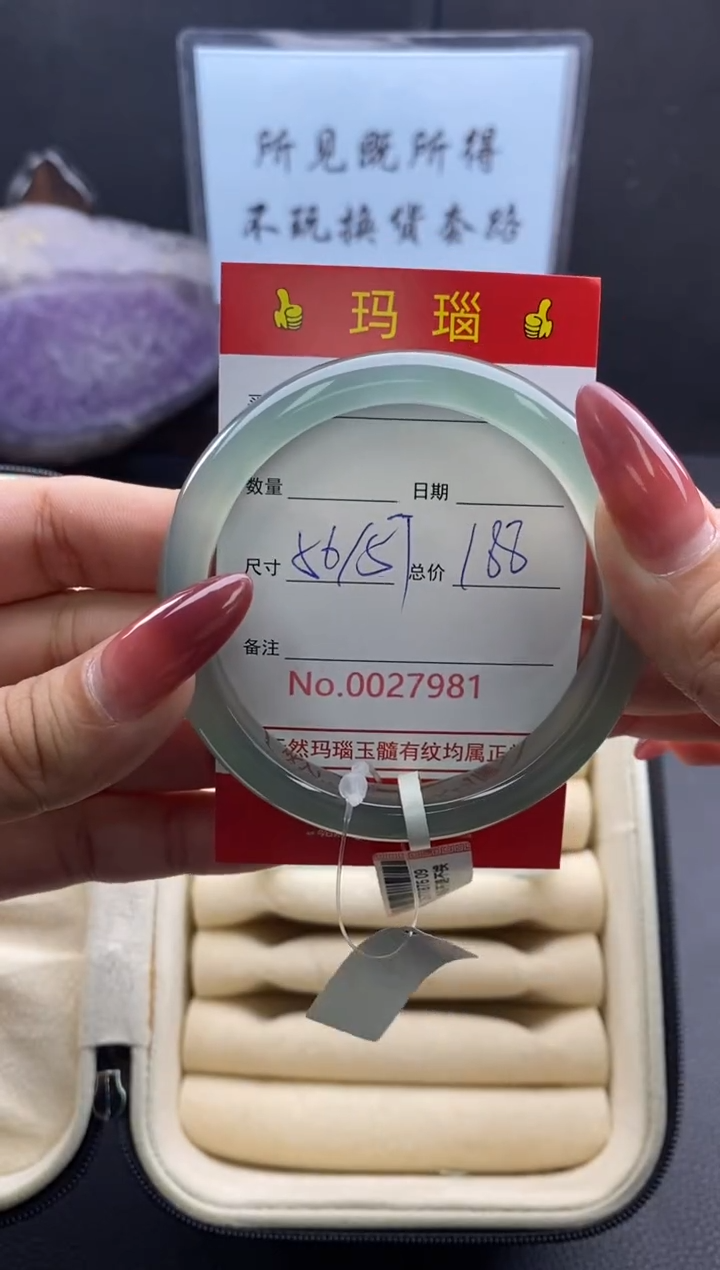 所见既所得
不玩换货套路
玛瑙
数量 日期
尺寸 56/57 总价 188
备注
No.0027981
然玛瑙玉髓有纹均属正